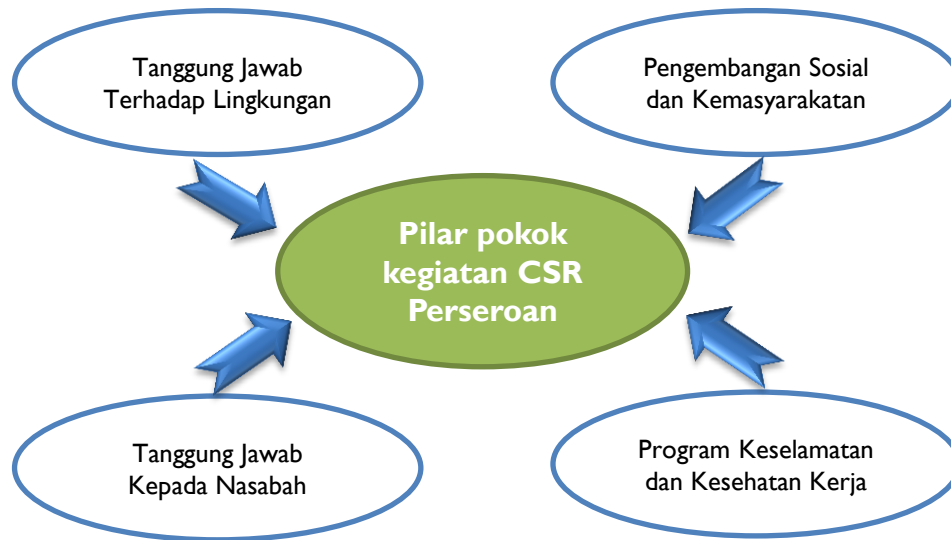 Tanggung Jawab
Terhadap Lingkungan
Pengembangan Sosial
dan Kemasyarakatan
Pilar pokok
kegiatan CSR
Perseroan
Tanggung Jawab
Kepada Nasabah
Program Keselamatan
dan Kesehatan Kerja